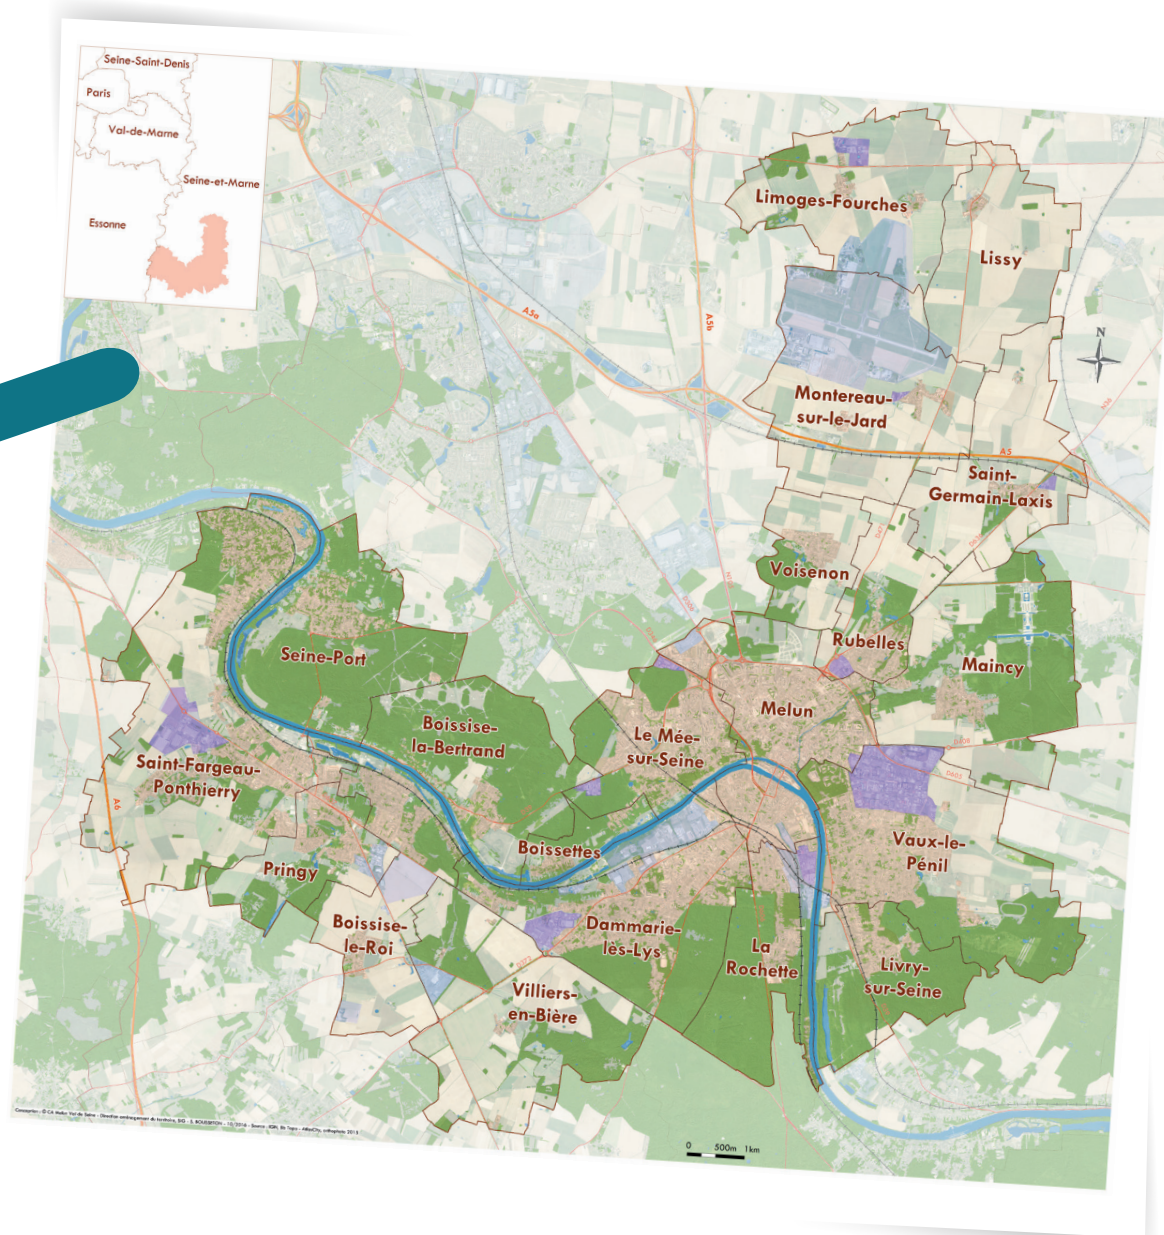 Seine-Saint-Denis
Paris
Val-de-Marne
Seine-et-Marne
Essonne
Limoges-Fourches
Lissy
A5a
A5b
N
Montereau-
sur-le-Jard
N36
A5
Saint-
Germain-Laxis
Voisenon
Rubelles
Maincy
Seine-Port
Melun
Boissise-
la-Bertrand
Le Mée-
sur-Seine
D408
D605
Saint-Fargeau-
Ponthierry
A6
Vaux-le-
Pénil
Boissettes
Pringy
Boissise-
le-Roi
Dammarie-
lès-Lys
La
Rochette
Livry-
sur-Seine
Villiers-
en-Bière
0 500m 1km